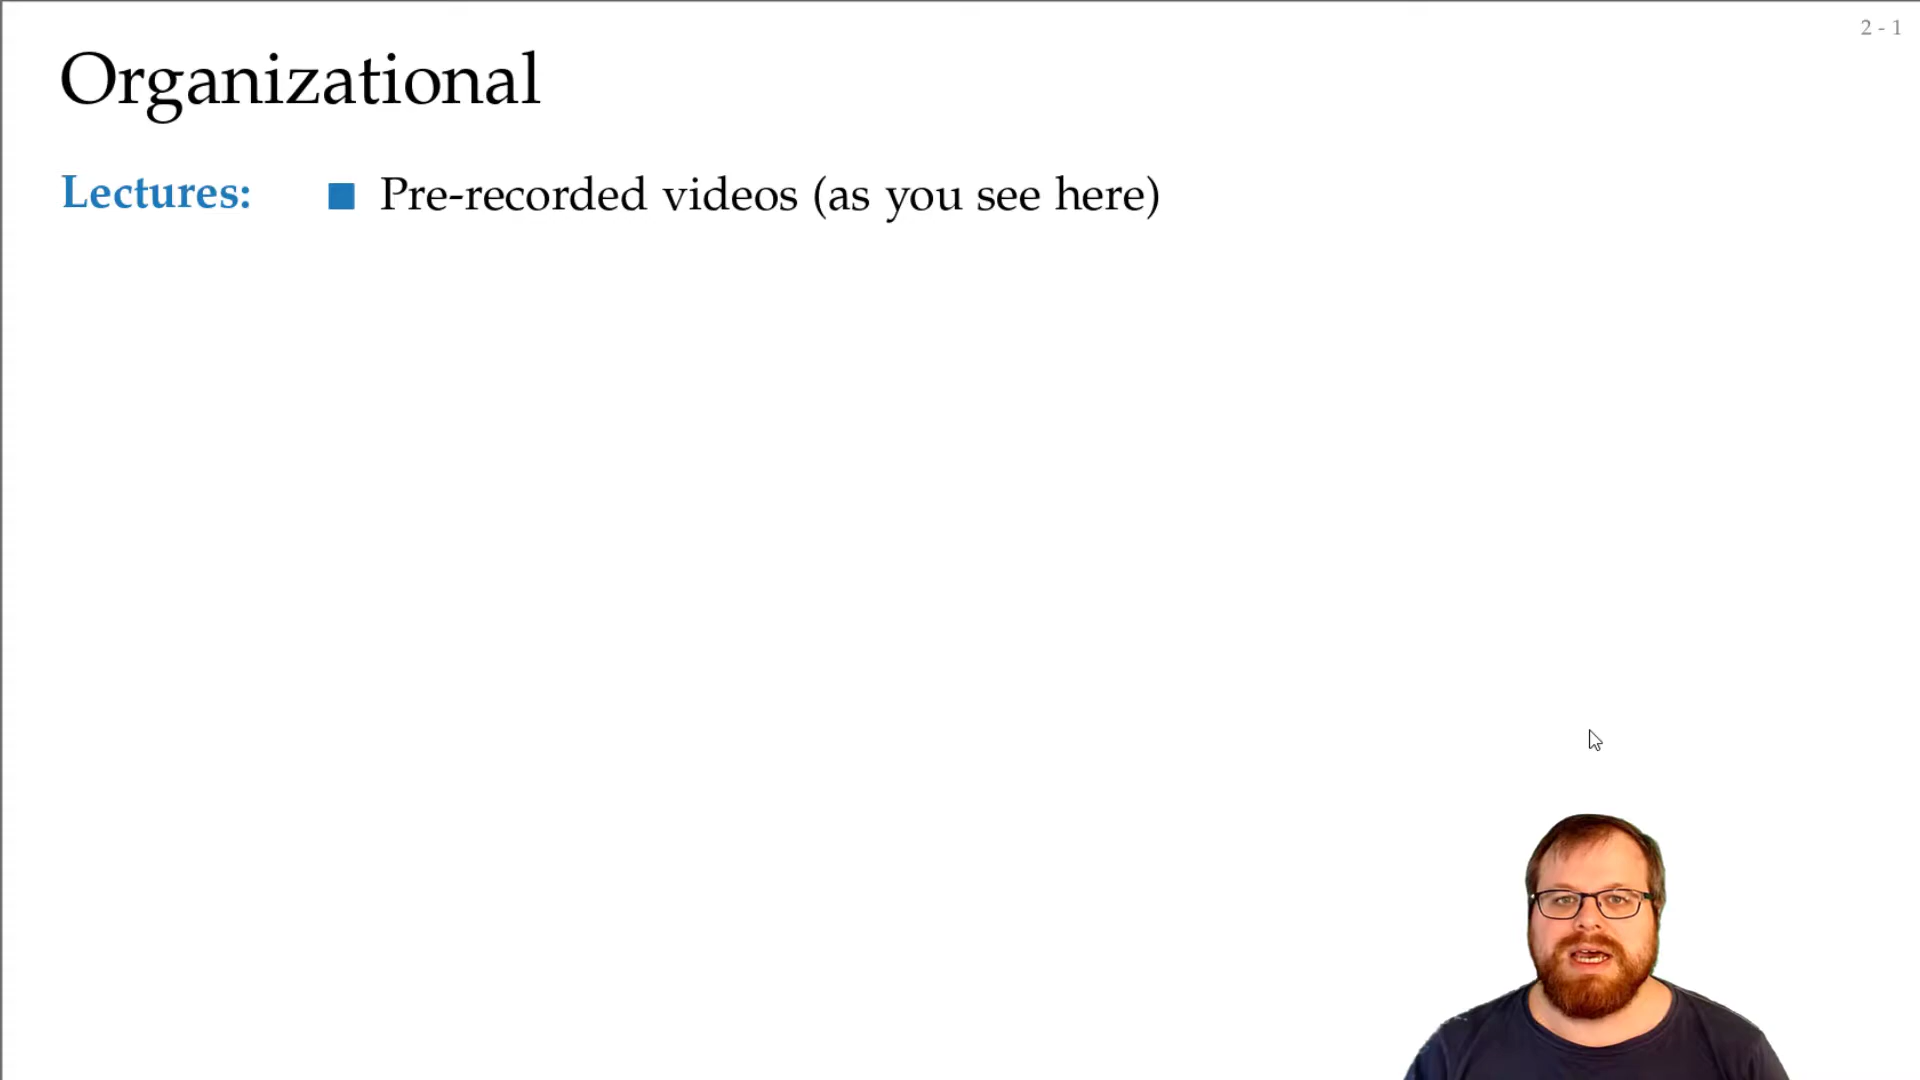 2 - 1
Organizational
Lectures: ■ Pre-recorded videos (as you see here)